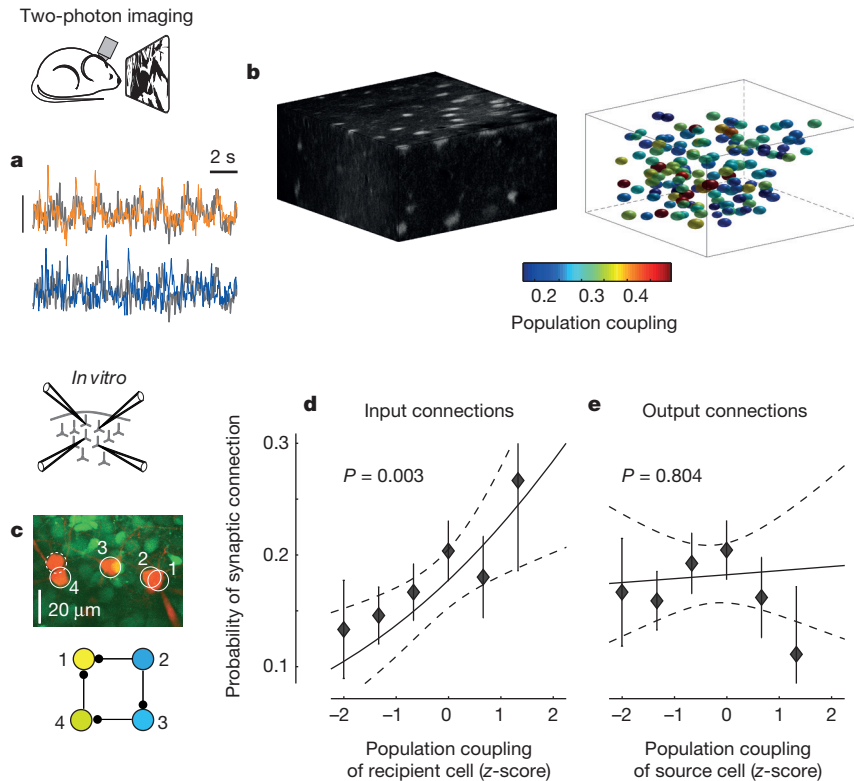 Two-photon imaging
a
2 s
b
0.2 0.3 0.4
Population coupling
In vitro
c
3
2
1
4
20 μm
1 2
4 3
d Input connections
P = 0.003
Probability of synaptic connection
0.3
0.2
0.1
−2 −1 0 1 2
Population coupling
of recipient cell (z-score)
e Output connections
P = 0.804
−2 −1 0 1 2
Population coupling
of source cell (z-score)